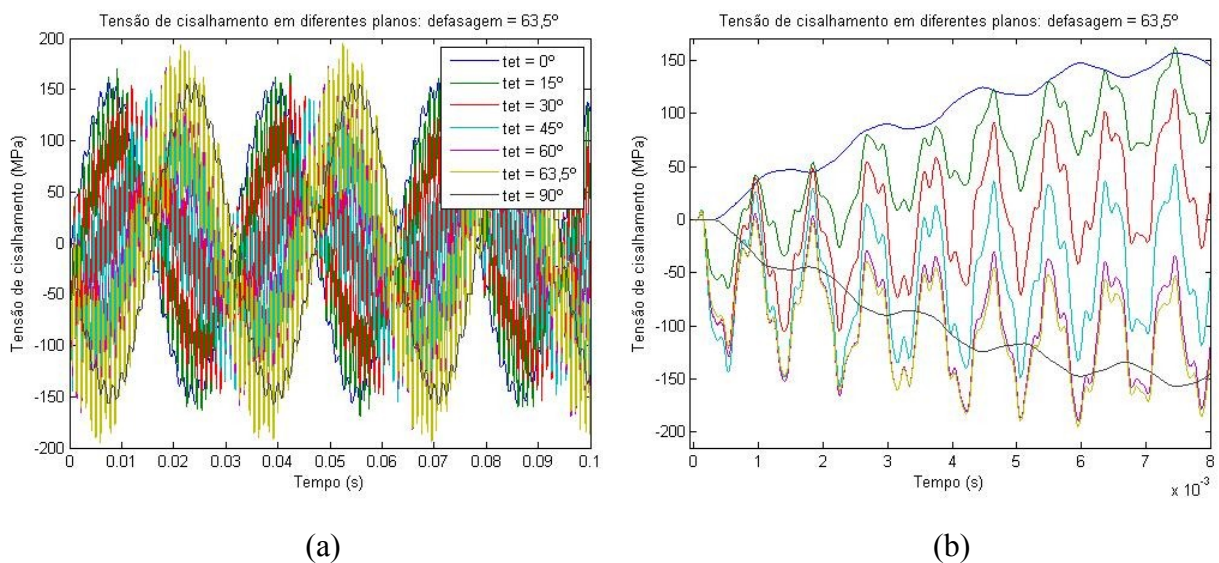 Tensão de cisalhamento em diferentes planos: defasagem = 63,5º
200
150
100
50
0
-50
-100
-150
-200
Tensão de cisalhamento (MPa)
tet = 0º
tet = 15º
tet = 30º
tet = 45º
tet = 60º
tet = 63,5º
tet = 90º
0 0.01 0.02 0.03 0.04 0.05 0.06 0.07 0.08 0.09 0.1
Tempo (s)
(a)
Tensão de cisalhamento em diferentes planos: defasagem = 63,5º
150
100
50
0
-50
-100
-150
-200
Tensão de cisalhamento (MPa)
0 1 2 3 4 5 6 7 8
Tempo (s)
x 10⁻³
(b)